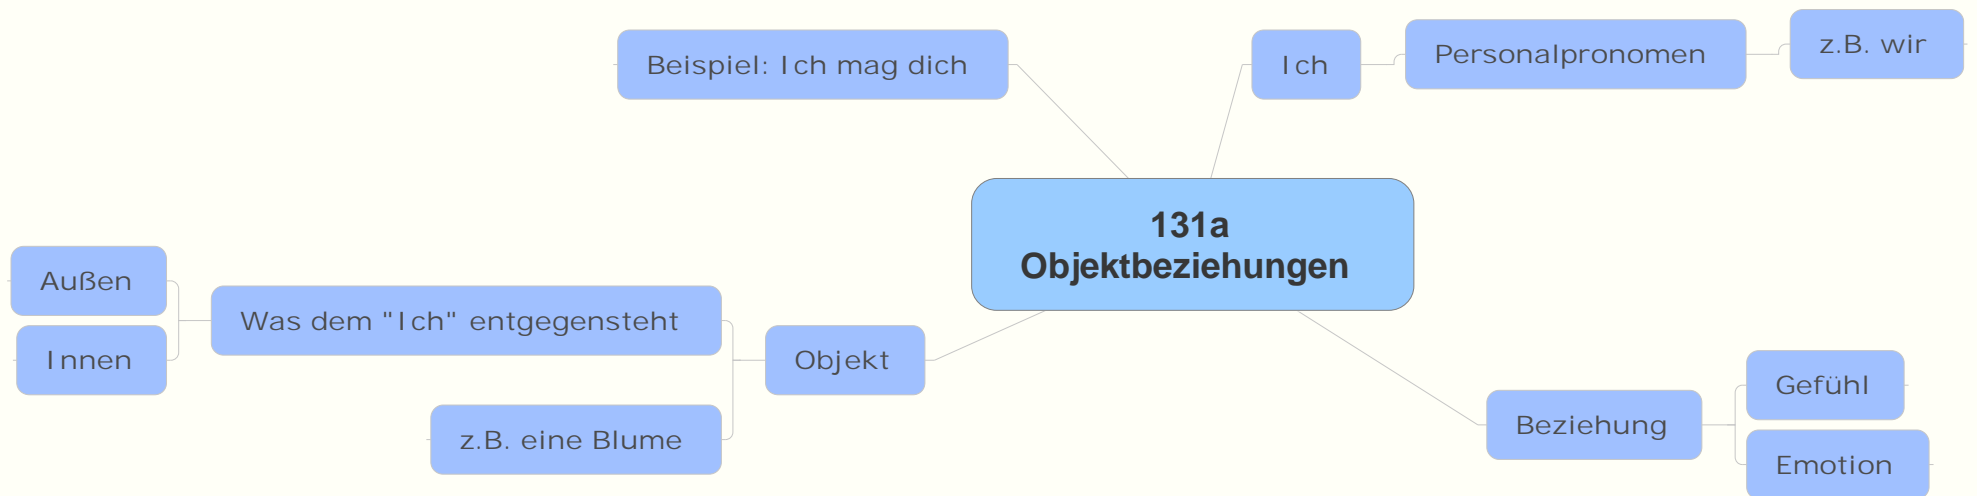 Beispiel: Ich mag dich
Ich
Personalpronomen
z.B. wir
131a
Objektbeziehungen
Außen
Innen
Was dem "Ich" entgegensteht
Objekt
z.B. eine Blume
Beziehung
Gefühl
Emotion